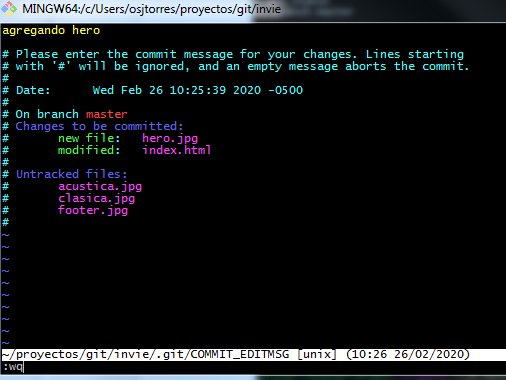 MINGW64:/c/Users/osjtorres/proyectos/git/invie
agregando hero
# Please enter the commit message for your changes. Lines starting
# with '#' will be ignored, and an empty message aborts the commit.
#
# Date:      Wed Feb 26 10:25:39 2020 -0500
#
# On branch master
# Changes to be committed:
#       new file:   hero.jpg
#       modified:   index.html
#
# Untracked files:
#       acustica.jpg
#       clasica.jpg
#       footer.jpg
#
~
~
~
~
~
~
~
~
~
~
~/proyectos/git/invie/.git/COMMIT_EDITMSG [unix] (10:26 26/02/2020)
:wq